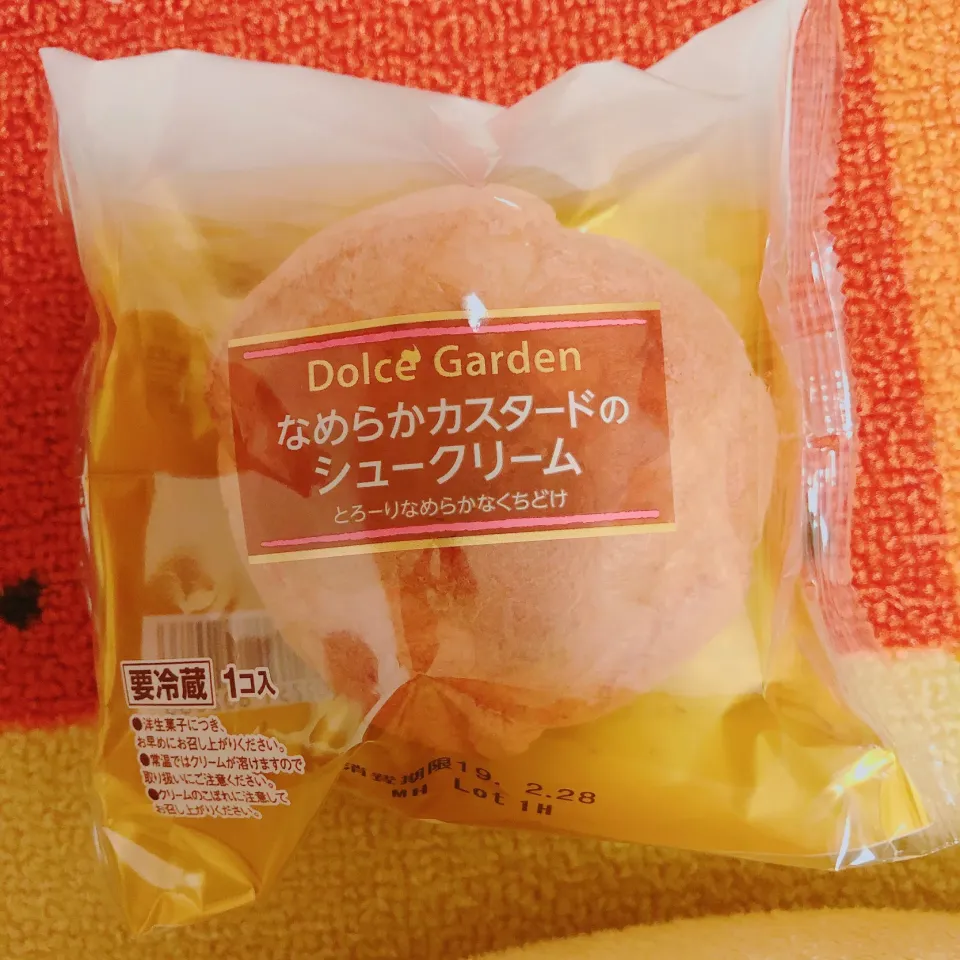 Dolce Garden
なめらかカスタードの
シュークリーム
とろーりなめらかなくちどけ
要冷蔵 1コ入
●洋生菓子につき、
お早めにお召し上がりください。
●常温ではクリームが溶けますので
取り扱いにご注意ください。
●クリームのこぼれに注意して
お召し上がりください。
消費期限19. 2.28
MH Lot 1H